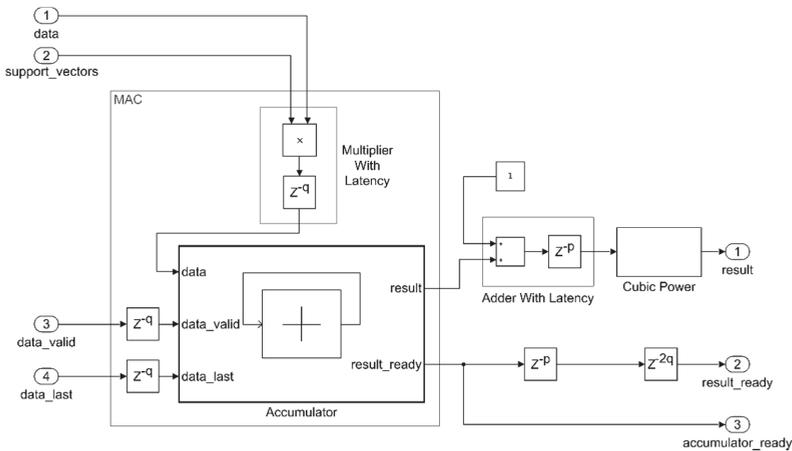 1
data
2
support_vectors
MAC
×
Multiplier
With
Latency
Z-q
1
data
result
+
+
Z-p
1
result
Adder With Latency
Cubic Power
3
data_valid
Z-q
data_valid
4
data_last
Z-q
data_last
result_ready
Z-p
Z-2q
2
result_ready
Accumulator
3
accumulator_ready